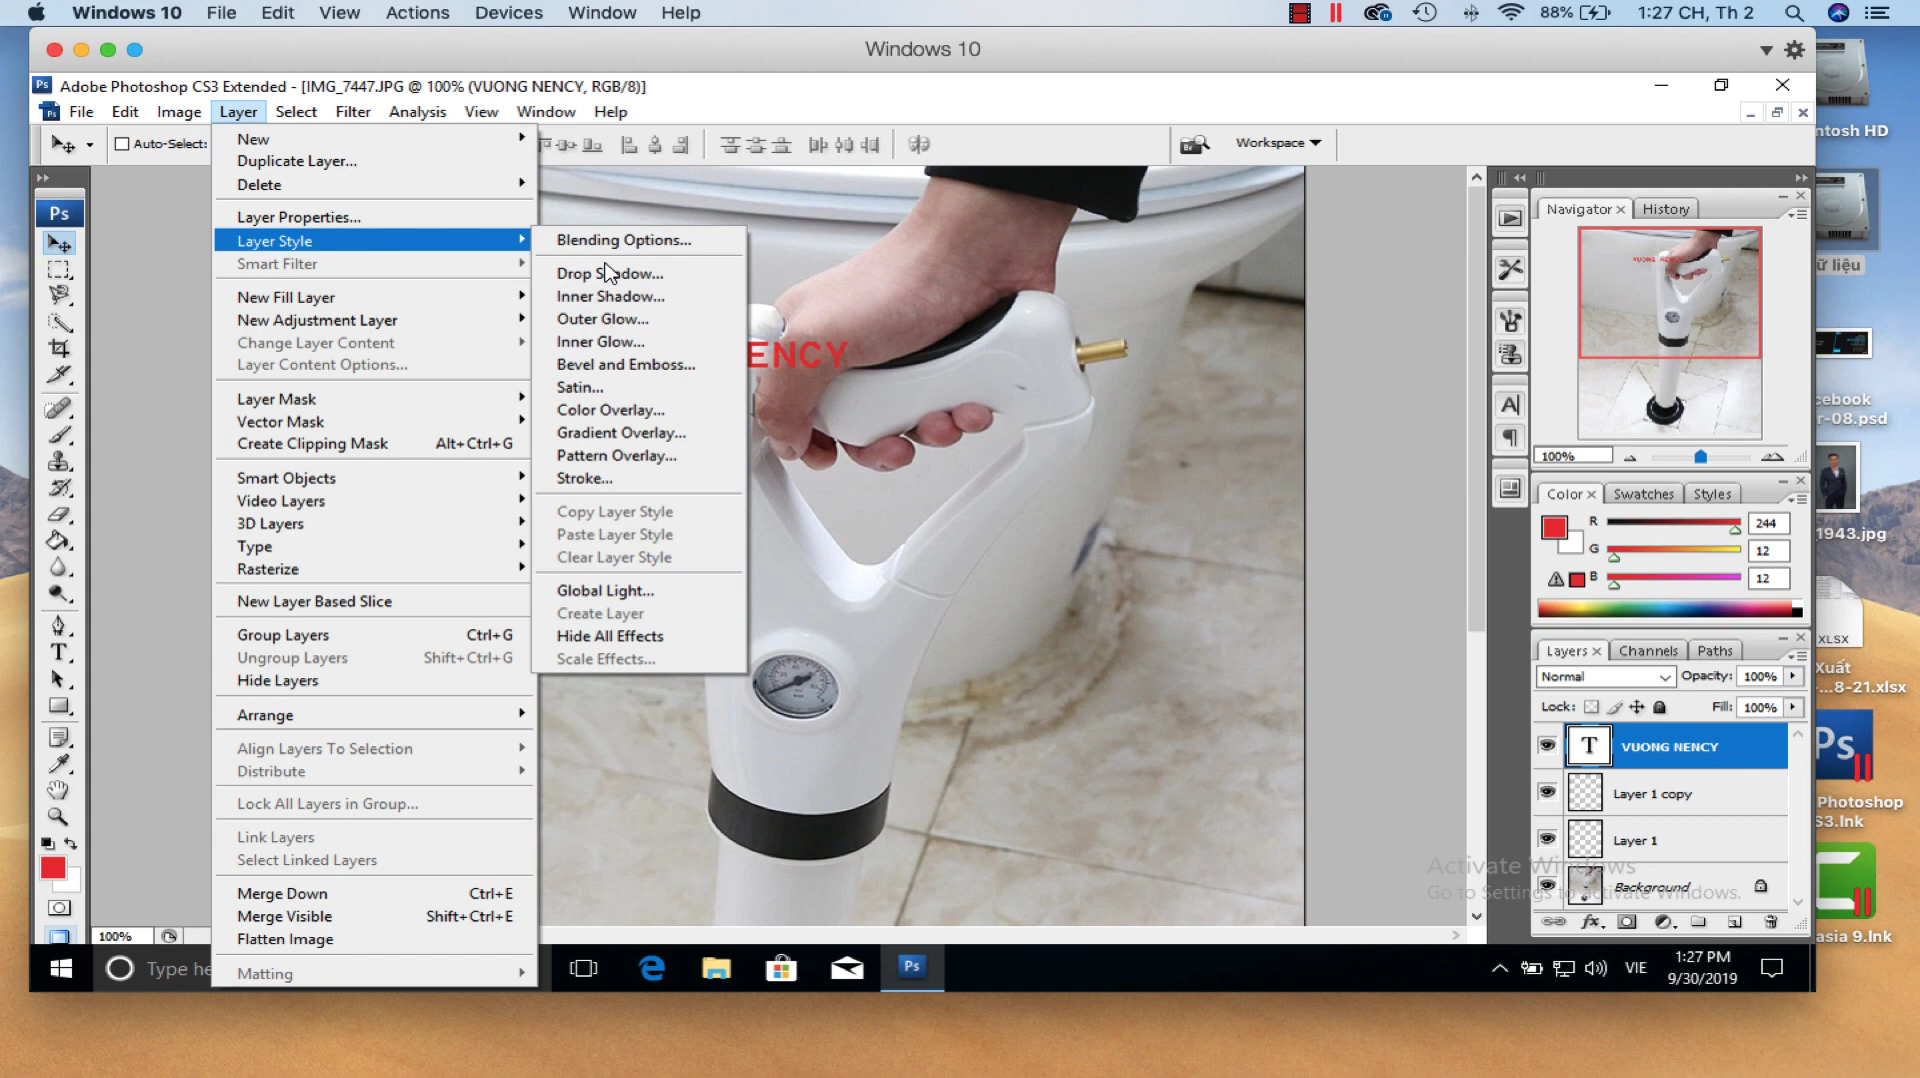 Windows 10 File Edit View Actions Devices Window Help 88% 1:27 CH, Th 2
Windows 10
Ps Adobe Photoshop CS3 Extended - [IMG_7447.JPG @ 100% (VUONG NENCY, RGB/8)]
Ps File Edit Image Layer Select Filter Analysis View Window Help
Auto-Select:
Br
Workspace
New
Duplicate Layer...
Delete
Layer Properties...
Layer Style
Smart Filter
New Fill Layer
New Adjustment Layer
Change Layer Content
Layer Content Options...
Layer Mask
Vector Mask
Create Clipping Mask Alt+Ctrl+G
Smart Objects
Video Layers
3D Layers
Type
Rasterize
New Layer Based Slice
Group Layers Ctrl+G
Ungroup Layers Shift+Ctrl+G
Hide Layers
Arrange
Align Layers To Selection
Distribute
Lock All Layers in Group...
Link Layers
Select Linked Layers
Merge Down Ctrl+E
Merge Visible Shift+Ctrl+E
Flatten Image
Matting
Blending Options...
Drop Shadow...
Inner Shadow...
Outer Glow...
Inner Glow...
Bevel and Emboss...
Satin...
Color Overlay...
Gradient Overlay...
Pattern Overlay...
Stroke...
Copy Layer Style
Paste Layer Style
Clear Layer Style
Global Light...
Create Layer
Hide All Effects
Scale Effects...
Ps
T
ENCY
Navigator History
VUONG NENCY
100%
Color Swatches Styles
R 244
G 12
B 12
Layers Channels Paths
Normal Opacity: 100%
Lock: Fill: 100%
T VUONG NENCY
Layer 1 copy
Layer 1
Background
Activate Windows
Go to Settings to activate Windows.
100%
Type he
Ps
VIE
1:27 PM
9/30/2019
ntosh HD
ữ liệu
cebook
r-08.psd
1943.jpg
XLSX
Xuất
...8-21.xlsx
Ps
Photoshop
S3.lnk
asia 9.lnk